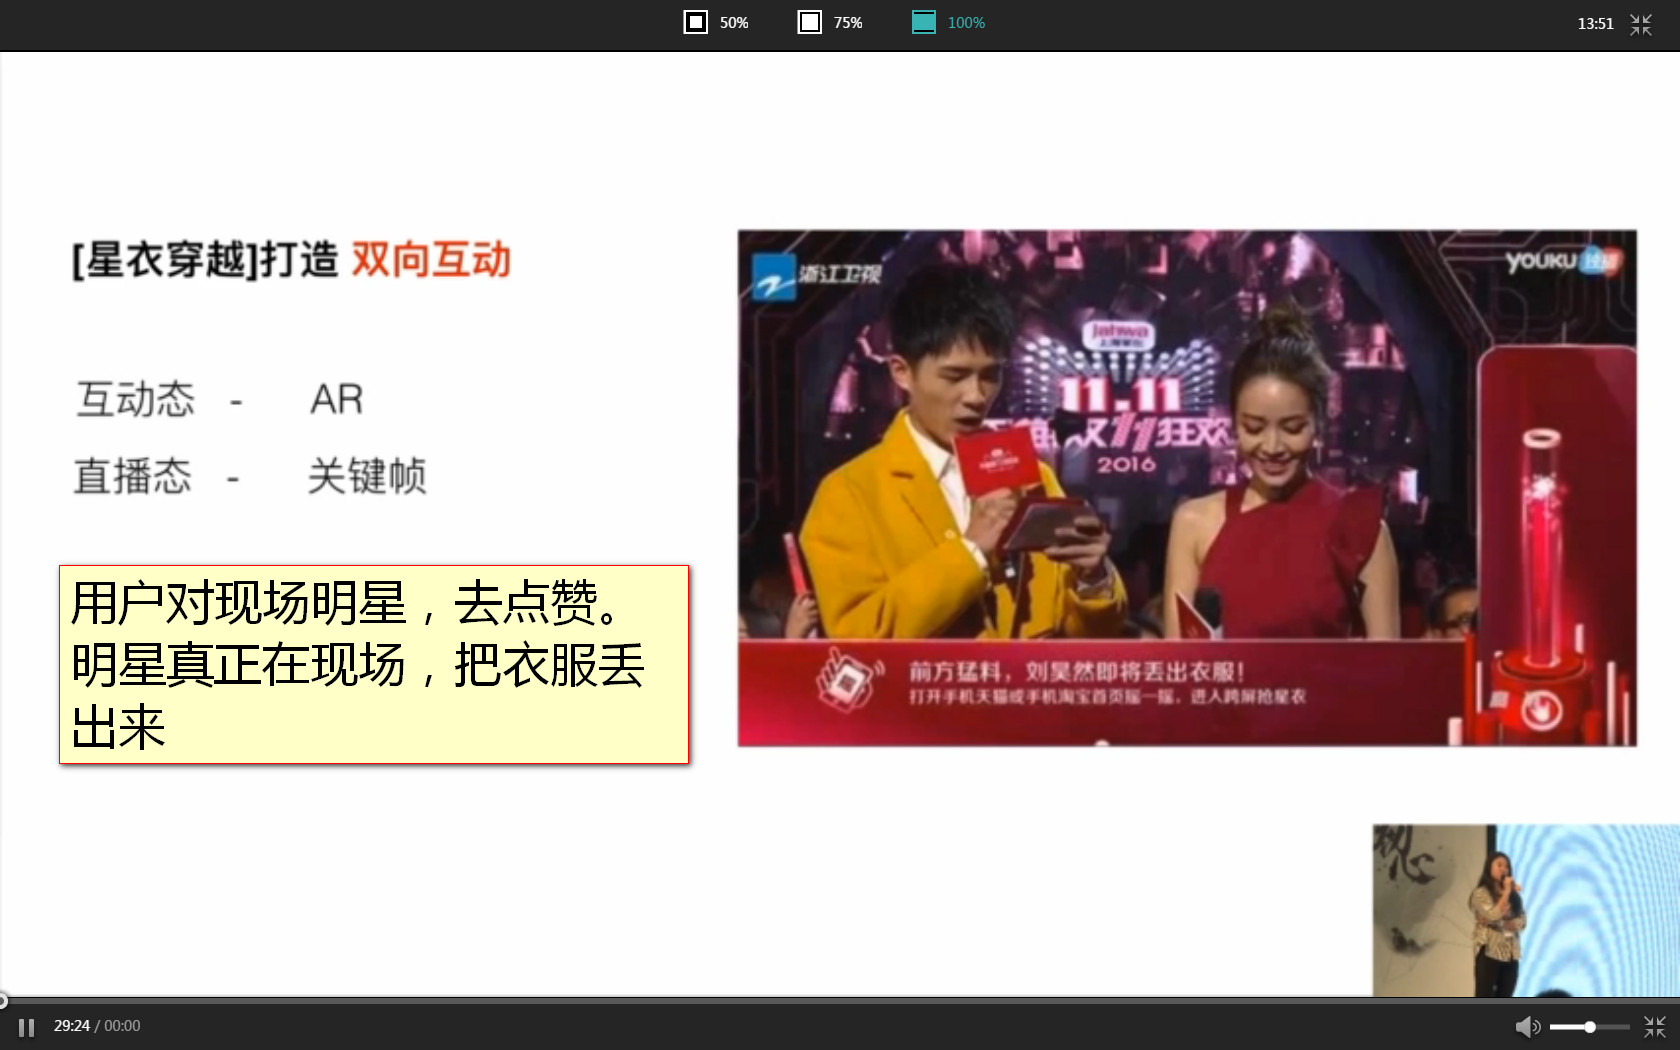 50%
75%
100%
13:51
[星衣穿越]打造 双向互动
互动态 - AR
直播态 - 关键帧
用户对现场明星，去点赞。
明星真正在现场，把衣服丢
出来
浙江卫视
YOUKU
Jahwa
11.11
双11狂欢
2016
前方猛料，刘昊然即将丢出衣服！
打开手机天猫或手机淘宝首页摇一摇，进入跨屏抢星衣
29:24 / 00:00